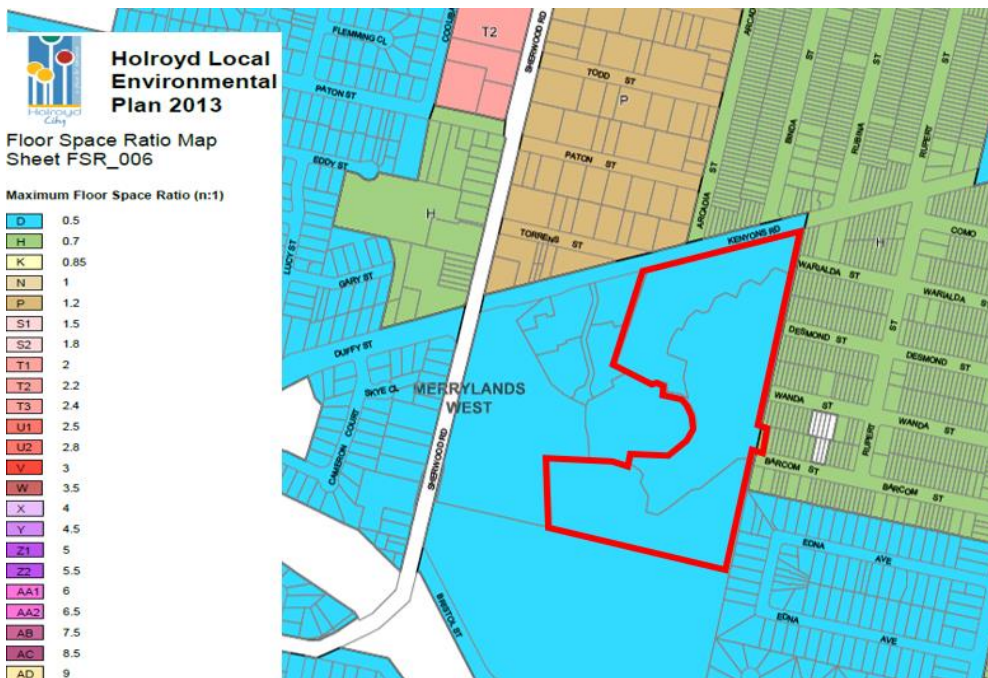 Holroyd
City
Holroyd Local
Environmental
Plan 2013
Floor Space Ratio Map
Sheet FSR_006
Maximum Floor Space Ratio (n:1)
D 0.5
H 0.7
K 0.85
N 1
P 1.2
S1 1.5
S2 1.8
T1 2
T2 2.2
T3 2.4
U1 2.5
U2 2.8
V 3
W 3.5
X 4
Y 4.5
Z1 5
Z2 5.5
AA1 6
AA2 6.5
AB 7.5
AC 8.5
AD 9
FLEMMING CL
T2
SHERWOOD RD
TODD ST
P
PATON ST
BINDA ST
RUBINA ST
RUPERT ST
EDDY ST
PATON ST
ARCADIA ST
H
TORRENS ST
KENYONS RD
H
COMO
LUCY ST
GARY ST
WARIALDA ST
WARIALDA ST
DUFFY ST
DESMOND ST
DESMOND ST
SKYE CL
MERRYLANDS
WEST
WANDA ST
WANDA ST
CAMERON COURT
SHERWOOD RD
RUPERT
BARCOM ST
BARCOM ST
EDNA AVE
BRISTOL ST
EDNA AVE